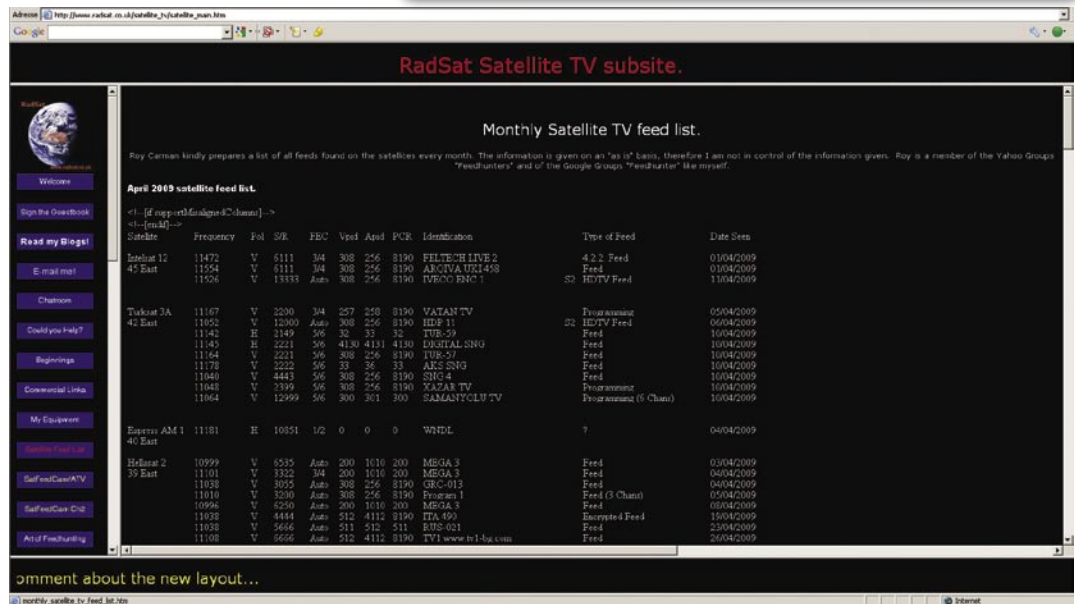 Adresse http://www.radsat.co.uk/satellite_tv/satellite_main.htm
Google
RadSat Satellite TV subsite.
RadSat
Welcome
Sign the Guestbook
Read my Blogs!
E-mail me!
Chatroom
Could you Help?
Beginnings
Commercial Links
My Equipment
Satellite Feed List
SatFeedCam/ATV
SatFeedCam Ch2
Art of Feedhunting
Monthly Satellite TV feed list.
Roy Carman kindly prepares a list of all feeds found on the satellites every month. The information is given on an "as is" basis, therefore I am not in control of the information given. Roy is a member of the Yahoo Groups
"Feedhunters" and of the Google Groups "Feedhunter" like myself.
April 2009 satellite feed list.
<!--[if supportMisalignedColumns]-->
<!--[endif]-->
Satellite Frequency Pol S/R FEC Vpid Apid PCR Identification Type of Feed Date Seen
Intelsat 12 11472 V 6111 3/4 308 256 8190 FELTECH LIVE 2 4.2.2. Feed 01/04/2009
45 East 11554 V 6111 3/4 308 256 8190 ARQIVA UKI 458 Feed 01/04/2009
11526 V 13333 Auto 308 256 8190 IVECO ENC 1 S2 HDTV Feed 11/04/2009
Turksat 3A 11167 V 2200 3/4 257 258 8190 VATAN TV Programming 05/04/2009
42 East 11052 V 12000 Auto 308 256 8190 HDP 11 S2 HDTV Feed 06/04/2009
11142 H 2149 5/6 32 33 32 TUR-59 Feed 10/04/2009
11145 H 2221 5/6 4130 4131 4130 DIGITAL SNG Feed 10/04/2009
11164 V 2221 5/6 308 256 8190 TUR-57 Feed 10/04/2009
11178 V 2222 5/6 33 36 33 AKS SNG Feed 10/04/2009
11040 V 4443 5/6 308 256 8190 SNG 4 Feed 10/04/2009
11048 V 2399 5/6 308 256 8190 XAZAR TV Programming 10/04/2009
11064 V 12999 5/6 300 301 300 SAMANYOLU TV Programming (6 Chans) 10/04/2009
Express AM 1 11181 H 10851 1/2 0 0 0 WNDL ? 04/04/2009
40 East
Hellasat 2 10999 V 6535 Auto 200 1010 200 MEGA 3 Feed 03/04/2009
39 East 11101 V 3322 3/4 200 1010 200 MEGA 3 Feed 04/04/2009
11038 V 3055 Auto 308 256 8190 GRC-013 Feed 04/04/2009
11010 V 3200 Auto 308 256 8190 Program 1 Feed (3 Chans) 05/04/2009
10996 V 6250 Auto 200 1010 200 MEGA 3 Feed 08/04/2009
11038 V 4444 Auto 512 4112 8190 ITA 490 Encrypted Feed 19/04/2009
11038 V 5666 Auto 511 512 511 RUS-021 Feed 23/04/2009
11108 V 6666 Auto 512 4112 8190 TV1 www.tv1-bg.com Feed 26/04/2009
omment about the new layout...
monthly_satellite_tv_feed_list.htm
Internet